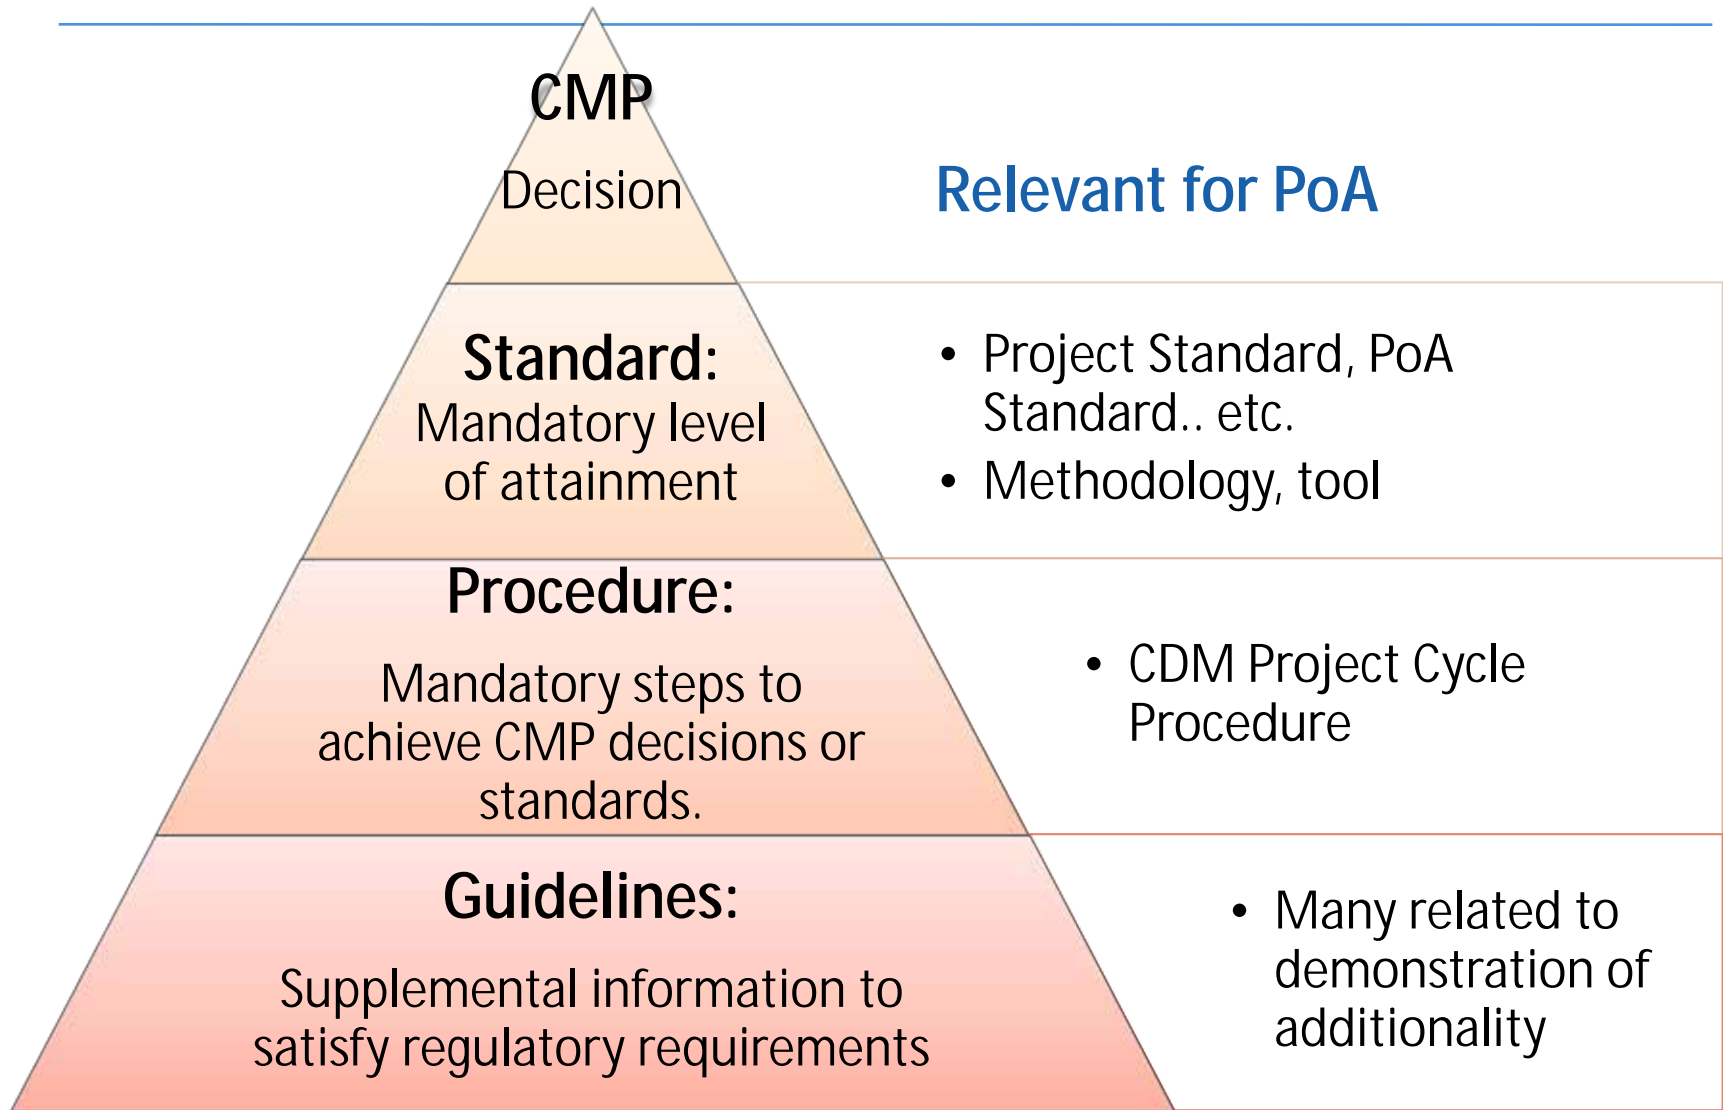 CMP
Decision
Relevant for PoA
Standard:
Mandatory level
of attainment
• Project Standard, PoA
Standard.. etc.
• Methodology, tool
Procedure:
Mandatory steps to
achieve CMP decisions or
standards.
• CDM Project Cycle
Procedure
Guidelines:
Supplemental information to
satisfy regulatory requirements
• Many related to
demonstration of
additionality